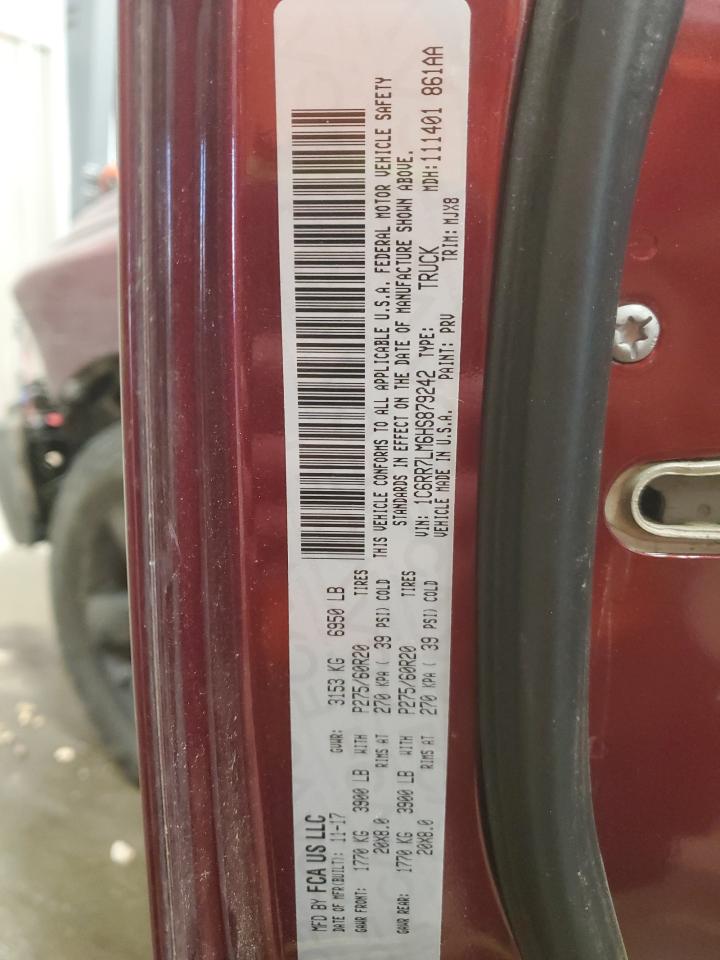 MFD BY FCA US LLC
DATE OF MFR(BUILT): 11-17 GVWR: 3153 KG 6950 LB
GAWR FRONT: 1770 KG 3900 LB WITH P275/60R20 TIRES
20X8.0 RIMS AT 270 KPA ( 39 PSI) COLD
GAWR REAR: 1770 KG 3900 LB WITH P275/60R20 TIRES
20X8.0 RIMS AT 270 KPA ( 39 PSI) COLD
THIS VEHICLE CONFORMS TO ALL APPLICABLE U.S.A. FEDERAL MOTOR VEHICLE SAFETY
STANDARDS IN EFFECT ON THE DATE OF MANUFACTURE SHOWN ABOVE.
VIN: 1C6RR7LM6HS879242 TYPE: TRUCK MDH:111401 861AA
VEHICLE MADE IN U.S.A. PAINT: PRV TRIM: MJX8